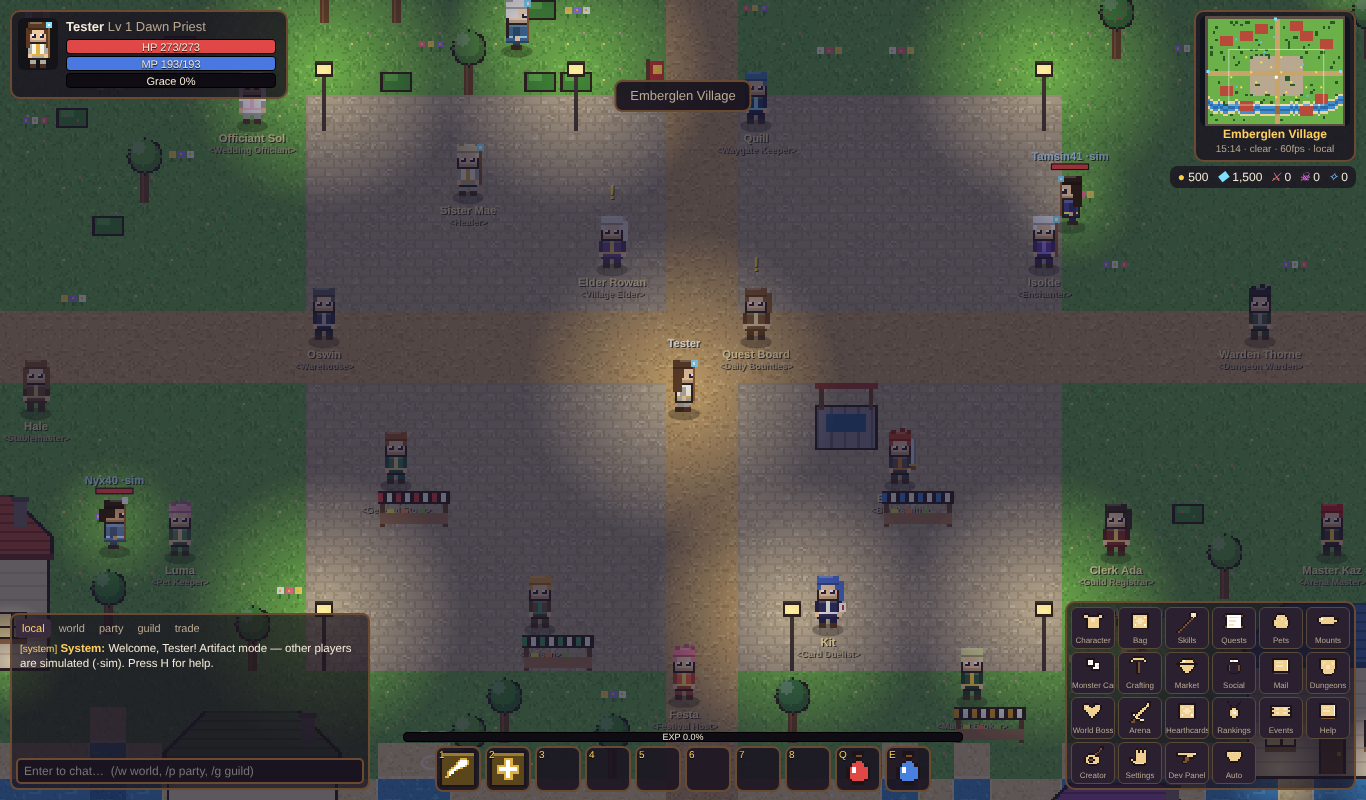 Tester Lv 1 Dawn Priest
HP 273/273
MP 193/193
Grace 0%
Emberglen Village
Emberglen Village
15:14 · clear · 60fps · local
500 1,500 0 0 0
Officiant Sol
<Wedding Officiant>
Quill
<Waygate Keeper>
Tamsin41 ·sim
Sister Mae
<Healer>
!
Elder Rowan
<Village Elder>
!
Isolde
<Enchanter>
Oswin
<Warehouse>
Tester
Quest Board
<Daily Bounties>
Warden Thorne
<Dungeon Warden>
Hale
<Stablemaster>
Nyx40 ·sim
Luma
<Pet Keeper>
Clerk Ada
<Guild Registrar>
Master Kaz
<Arena Master>
Kit
<Card Duelist>
Festa
<Festival Host>
local world party guild trade
[system] System: Welcome, Tester! Artifact mode — other players
are simulated (·sim). Press H for help.
Enter to chat… (/w world, /p party, /g guild)
EXP 0.0%
1 2 3 4 5 6 7 8 Q E
Character Bag Skills Quests Pets Mounts
Monster Ca Crafting Market Social Mail Dungeons
World Boss Arena Hearthcards Rankings Events Help
Creator Settings Dev Panel Auto